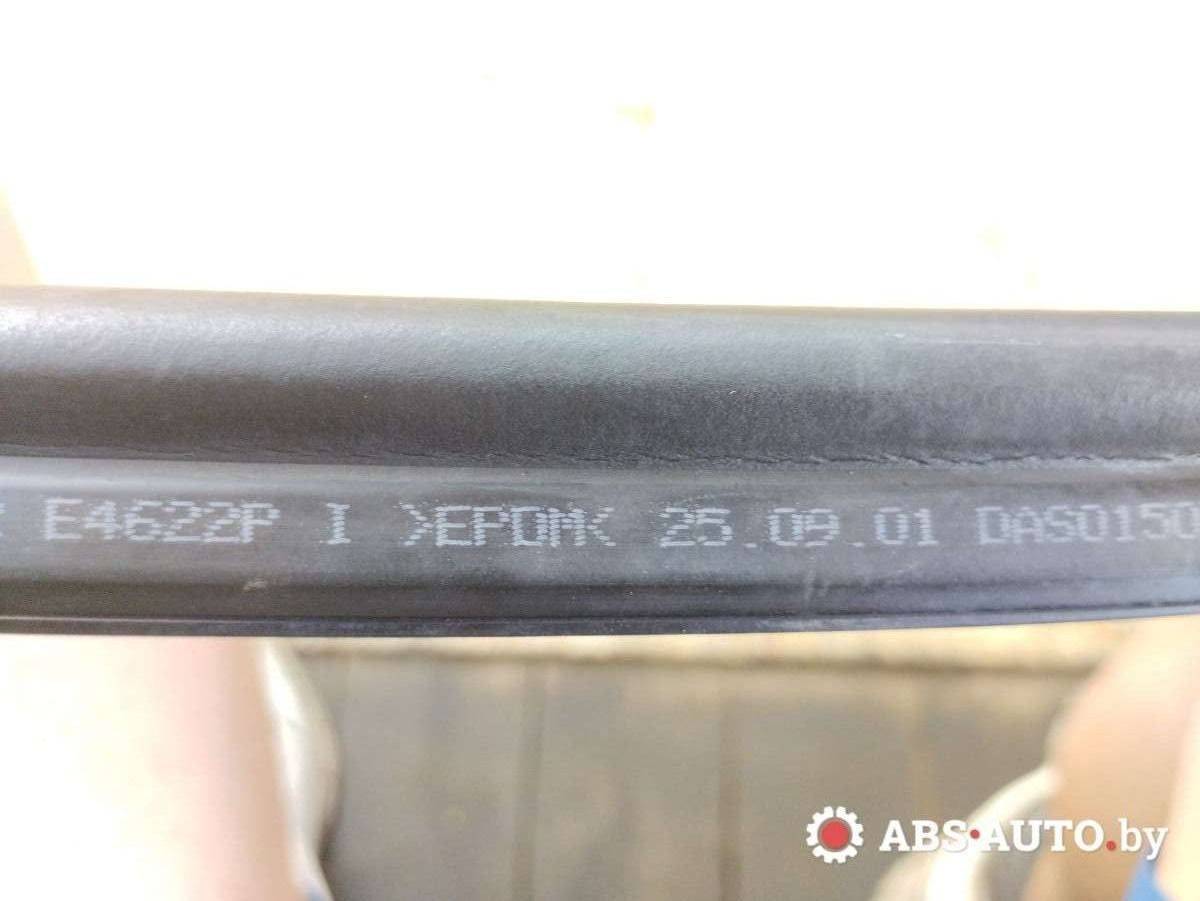 E4622P I >EPDM< 25.09.01 DAS0150
ABS-AUTO.by